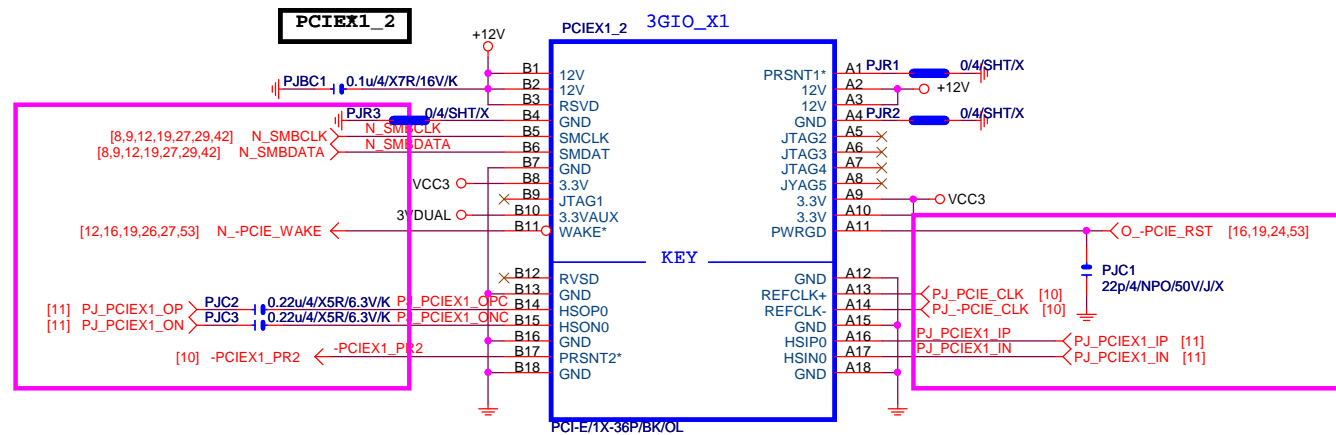 PCIEX1_2
PCIEX1_2 3GIO_X1
+12V
PJBC1 0.1u/4/X7R/16V/K
B1 12V
B2 12V
B3 RSVD
PJR3 0/4/SHT/X B4 GND
[8,9,12,19,27,29,42] N_SMBCLK N_SMBCLK B5 SMCLK
[8,9,12,19,27,29,42] N_SMBDATA N_SMBDATA B6 SMDAT
B7 GND
VCC3 B8 3.3V
B9 JTAG1
3VDUAL B10 3.3VAUX
[12,16,19,26,27,53] N_-PCIE_WAKE B11 WAKE*
KEY
B12 RVSD
B13 GND
[11] PJ_PCIEX1_OP PJC2 0.22u/4/X5R/6.3V/K PJ_PCIEX1_OPC B14 HSOP0
[11] PJ_PCIEX1_ON PJC3 0.22u/4/X5R/6.3V/K PJ_PCIEX1_ONC B15 HSON0
B16 GND
[10] -PCIEX1_PR2 -PCIEX1_PR2 B17 PRSNT2*
B18 GND
PRSNT1* A1 PJR1 0/4/SHT/X
12V A2 +12V
12V A3
GND A4 PJR2 0/4/SHT/X
JTAG2 A5
JTAG3 A6
JTAG4 A7
JYAG5 A8
3.3V A9 VCC3
3.3V A10
PWRGD A11 O_-PCIE_RST [16,19,24,53]
PJC1
22p/4/NPO/50V/J/X
GND A12
REFCLK+ A13 PJ_PCIE_CLK [10]
REFCLK- A14 PJ_-PCIE_CLK [10]
GND A15
HSIP0 A16 PJ_PCIEX1_IP PJ_PCIEX1_IP [11]
HSIN0 A17 PJ_PCIEX1_IN PJ_PCIEX1_IN [11]
GND A18
PCI-E/1X-36P/BK/OL